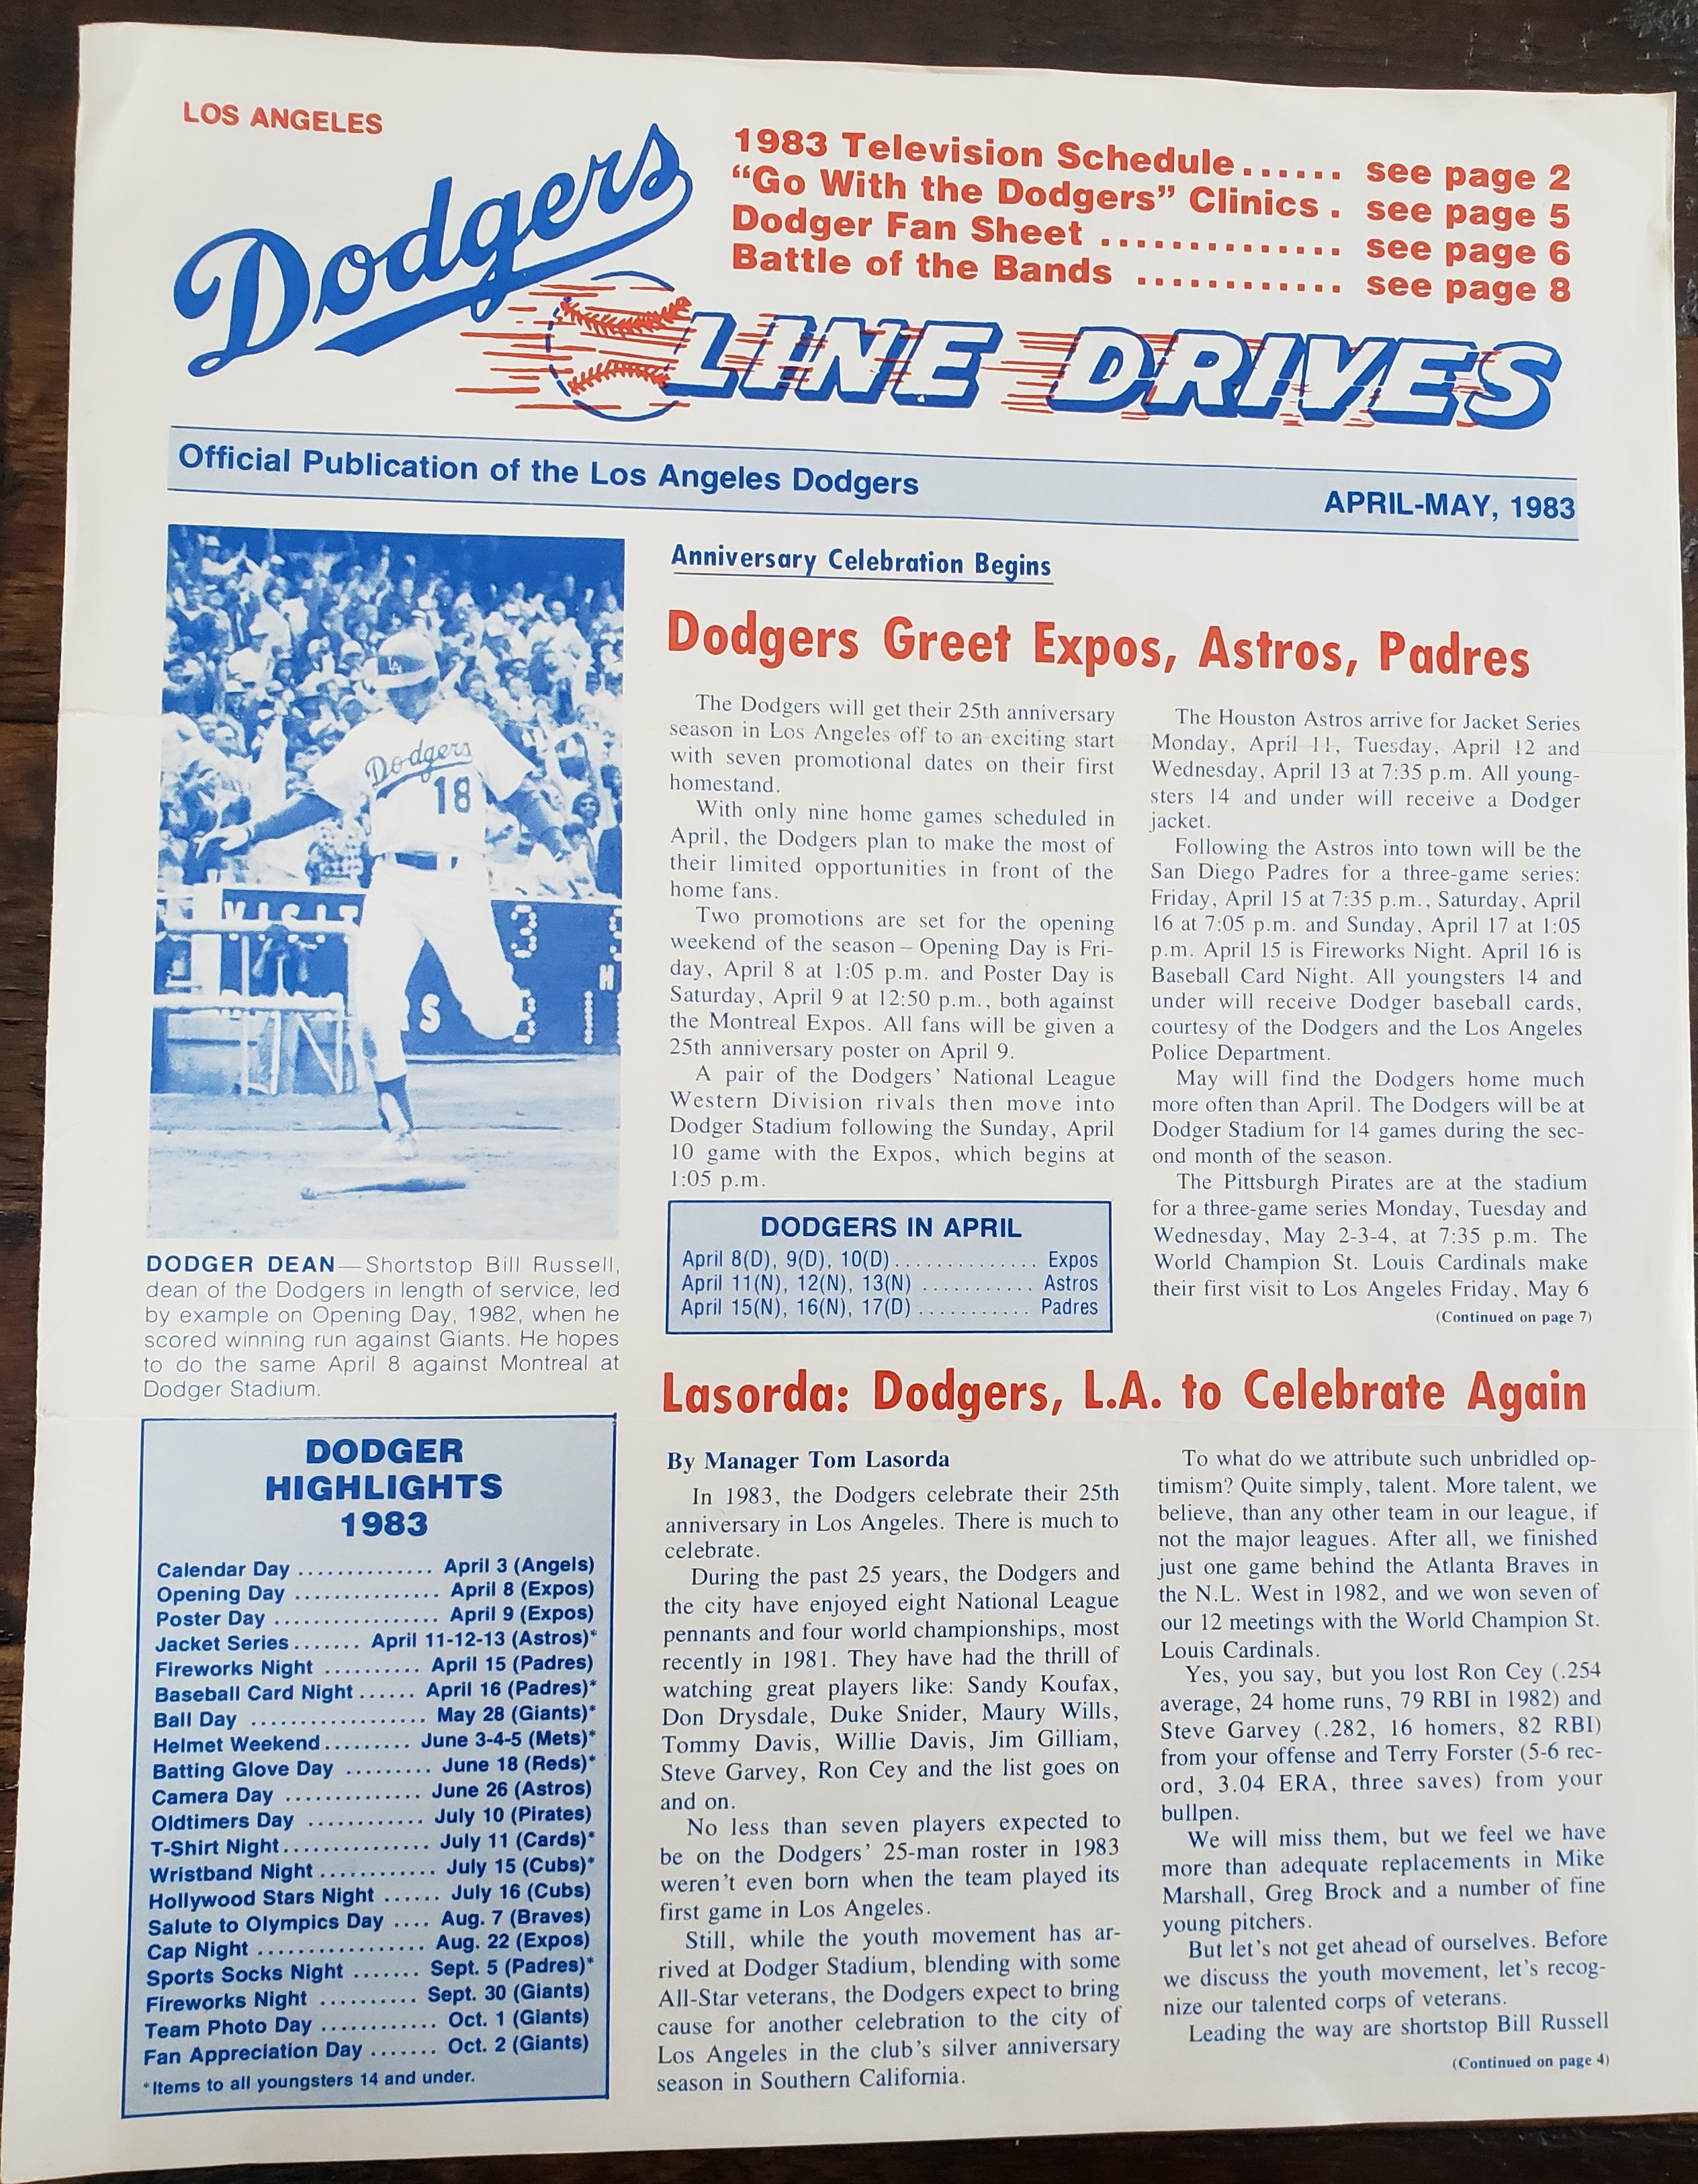 LOS ANGELES
Dodgers
LINE DRIVES
1983 Television Schedule...... see page 2
“Go With the Dodgers” Clinics . see page 5
Dodger Fan Sheet .............. see page 6
Battle of the Bands ............ see page 8
Official Publication of the Los Angeles Dodgers
APRIL-MAY, 1983
LA
Dodgers
18
VISIT
S
H
DODGER DEAN—Shortstop Bill Russell,
dean of the Dodgers in length of service, led
by example on Opening Day, 1982, when he
scored winning run against Giants. He hopes
to do the same April 8 against Montreal at
Dodger Stadium.
DODGER
HIGHLIGHTS
1983
Calendar Day .............. April 3 (Angels)
Opening Day ............... April 8 (Expos)
Poster Day ................. April 9 (Expos)
Jacket Series....... April 11-12-13 (Astros)*
Fireworks Night .......... April 15 (Padres)
Baseball Card Night...... April 16 (Padres)*
Ball Day .................. May 28 (Giants)*
Helmet Weekend......... June 3-4-5 (Mets)*
Batting Glove Day ......... June 18 (Reds)*
Camera Day .............. June 26 (Astros)
Oldtimers Day ............. July 10 (Pirates)
T-Shirt Night............... July 11 (Cards)*
Wristband Night............ July 15 (Cubs)*
Hollywood Stars Night ...... July 16 (Cubs)
Salute to Olympics Day .... Aug. 7 (Braves)
Cap Night ................. Aug. 22 (Expos)
Sports Socks Night ....... Sept. 5 (Padres)*
Fireworks Night .......... Sept. 30 (Giants)
Team Photo Day ............ Oct. 1 (Giants)
Fan Appreciation Day ....... Oct. 2 (Giants)
*Items to all youngsters 14 and under.
Anniversary Celebration Begins
Dodgers Greet Expos, Astros, Padres
The Dodgers will get their 25th anniversary
season in Los Angeles off to an exciting start
with seven promotional dates on their first
homestand.
With only nine home games scheduled in
April, the Dodgers plan to make the most of
their limited opportunities in front of the
home fans.
Two promotions are set for the opening
weekend of the season – Opening Day is Fri-
day, April 8 at 1:05 p.m. and Poster Day is
Saturday, April 9 at 12:50 p.m., both against
the Montreal Expos. All fans will be given a
25th anniversary poster on April 9.
A pair of the Dodgers’ National League
Western Division rivals then move into
Dodger Stadium following the Sunday, April
10 game with the Expos, which begins at
1:05 p.m.
DODGERS IN APRIL
April 8(D), 9(D), 10(D).............. Expos
April 11(N), 12(N), 13(N) ........... Astros
April 15(N), 16(N), 17(D) ........... Padres
The Houston Astros arrive for Jacket Series
Monday, April 11, Tuesday, April 12 and
Wednesday, April 13 at 7:35 p.m. All young-
sters 14 and under will receive a Dodger
jacket.
Following the Astros into town will be the
San Diego Padres for a three-game series:
Friday, April 15 at 7:35 p.m., Saturday, April
16 at 7:05 p.m. and Sunday, April 17 at 1:05
p.m. April 15 is Fireworks Night. April 16 is
Baseball Card Night. All youngsters 14 and
under will receive Dodger baseball cards,
courtesy of the Dodgers and the Los Angeles
Police Department.
May will find the Dodgers home much
more often than April. The Dodgers will be at
Dodger Stadium for 14 games during the sec-
ond month of the season.
The Pittsburgh Pirates are at the stadium
for a three-game series Monday, Tuesday and
Wednesday, May 2-3-4, at 7:35 p.m. The
World Champion St. Louis Cardinals make
their first visit to Los Angeles Friday, May 6
(Continued on page 7)
Lasorda: Dodgers, L.A. to Celebrate Again
By Manager Tom Lasorda
In 1983, the Dodgers celebrate their 25th
anniversary in Los Angeles. There is much to
celebrate.
During the past 25 years, the Dodgers and
the city have enjoyed eight National League
pennants and four world championships, most
recently in 1981. They have had the thrill of
watching great players like: Sandy Koufax,
Don Drysdale, Duke Snider, Maury Wills,
Tommy Davis, Willie Davis, Jim Gilliam,
Steve Garvey, Ron Cey and the list goes on
and on.
No less than seven players expected to
be on the Dodgers’ 25-man roster in 1983
weren’t even born when the team played its
first game in Los Angeles.
Still, while the youth movement has ar-
rived at Dodger Stadium, blending with some
All-Star veterans, the Dodgers expect to bring
cause for another celebration to the city of
Los Angeles in the club’s silver anniversary
season in Southern California.
To what do we attribute such unbridled op-
timism? Quite simply, talent. More talent, we
believe, than any other team in our league, if
not the major leagues. After all, we finished
just one game behind the Atlanta Braves in
the N.L. West in 1982, and we won seven of
our 12 meetings with the World Champion St.
Louis Cardinals.
Yes, you say, but you lost Ron Cey (.254
average, 24 home runs, 79 RBI in 1982) and
Steve Garvey (.282, 16 homers, 82 RBI)
from your offense and Terry Forster (5-6 rec-
ord, 3.04 ERA, three saves) from your
bullpen.
We will miss them, but we feel we have
more than adequate replacements in Mike
Marshall, Greg Brock and a number of fine
young pitchers.
But let’s not get ahead of ourselves. Before
we discuss the youth movement, let’s recog-
nize our talented corps of veterans.
Leading the way are shortstop Bill Russell
(Continued on page 4)